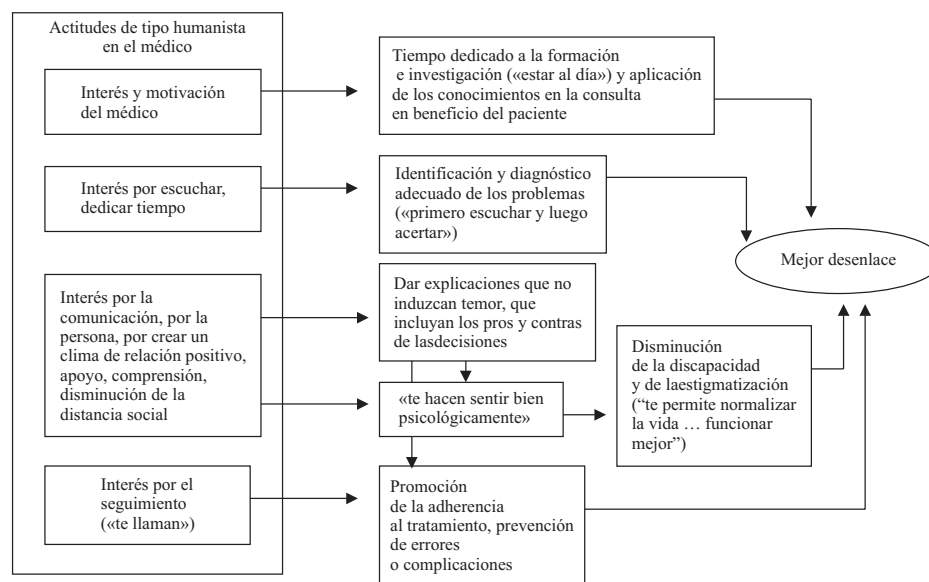 Actitudes de tipo humanista
en el médico
Interés y motivación
del médico
Tiempo dedicado a la formación
e investigación («estar al día») y aplicación
de los conocimientos en la consulta
en beneficio del paciente
Interés por escuchar,
dedicar tiempo
Identificación y diagnóstico
adecuado de los problemas
(«primero escuchar y luego
acertar»)
Mejor desenlace
Interés por la
comunicación, por la
persona, por crear un
clima de relación positivo,
apoyo, comprensión,
disminución de la
distancia social
Dar explicaciones que no
induzcan temor, que
incluyan los pros y contras
de lasdecisiones
«te hacen sentir bien
psicológicamente»
Disminución
de la discapacidad
y de laestigmatización
(“te permite normalizar
la vida … funcionar
mejor”)
Interés por el
seguimiento
(«te llaman»)
Promoción
de la adherencia
al tratamiento, prevención
de errores
o complicaciones